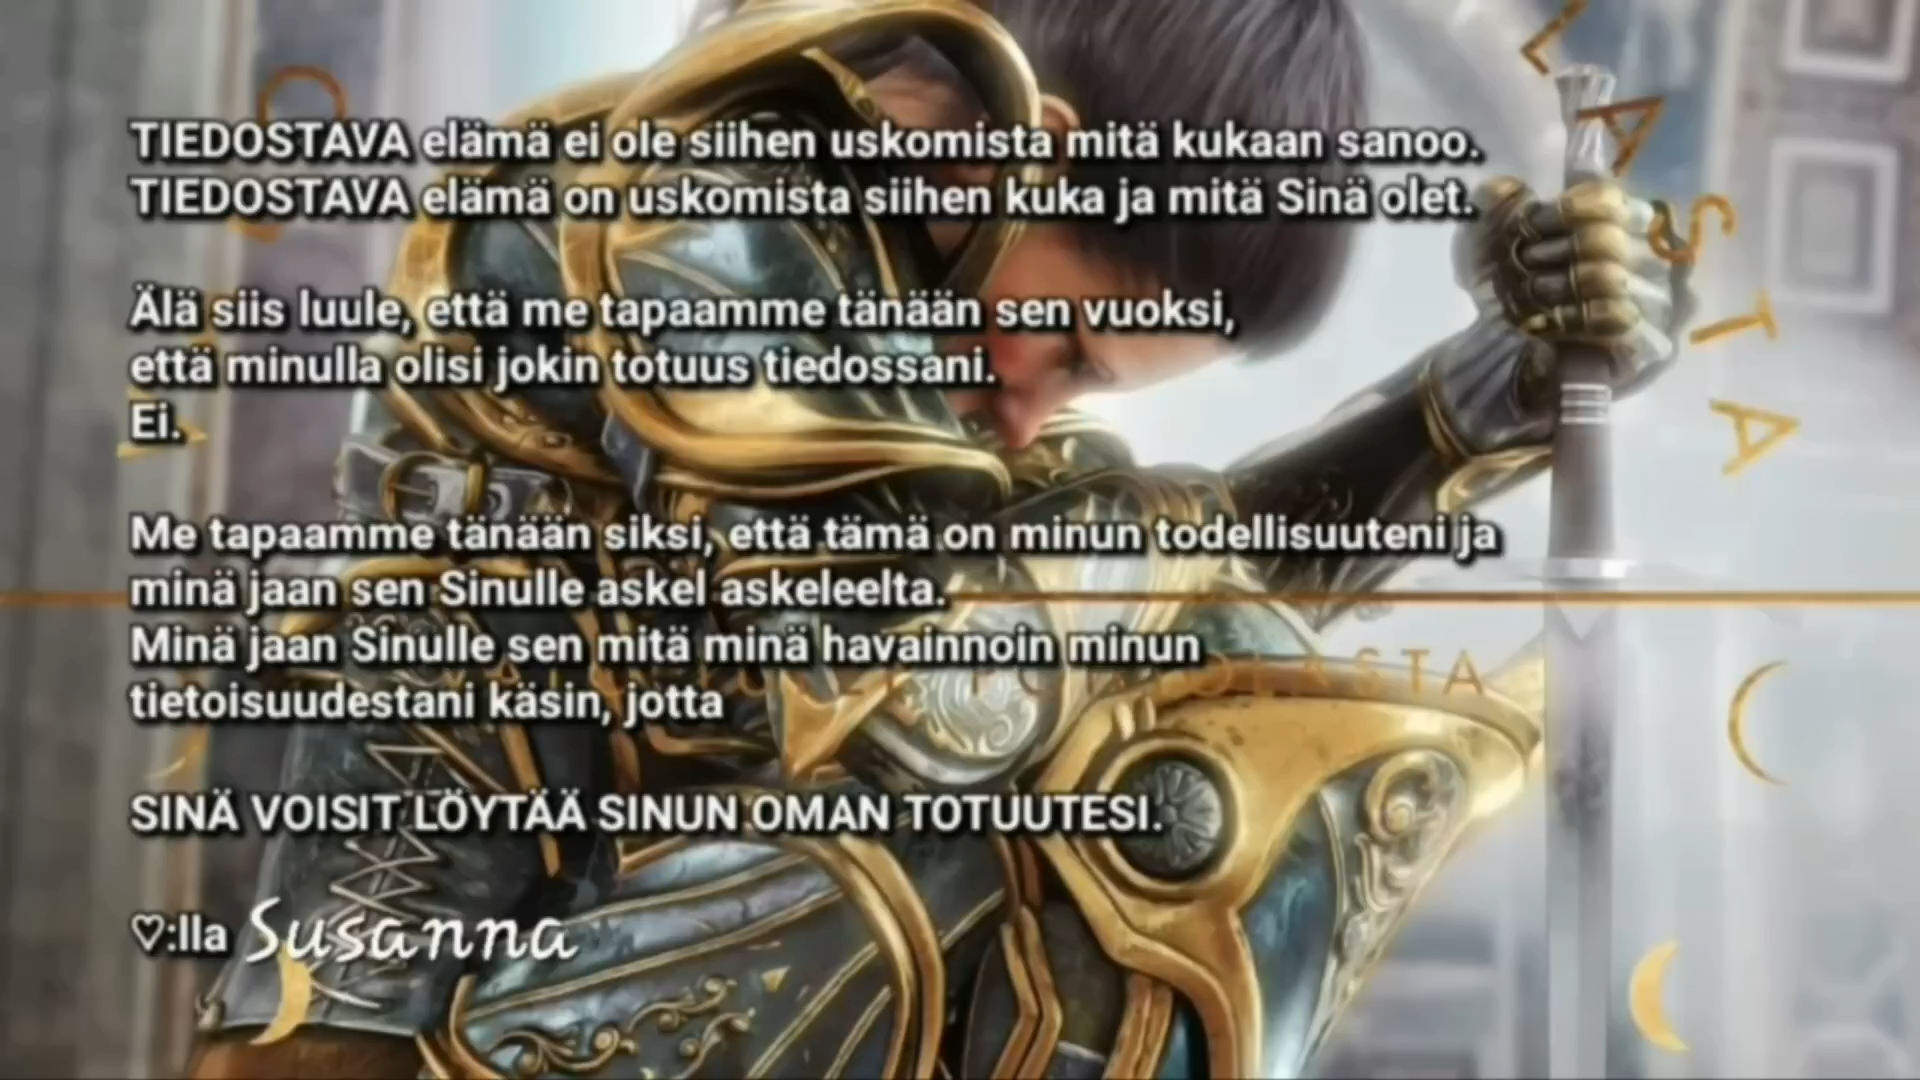 TIEDOSTAVA elämä ei ole siihen uskomista mitä kukaan sanoo.
TIEDOSTAVA elämä on uskomista siihen kuka ja mitä Sinä olet.
Älä siis luule, että me tapaamme tänään sen vuoksi,
että minulla olisi jokin totuus tiedossani.
Ei.
Me tapaamme tänään siksi, että tämä on minun todellisuuteni ja
minä jaan sen Sinulle askel askeleelta.
Minä jaan Sinulle sen mitä minä havainnoin minun
tietoisuudestani käsin, jotta
SINÄ VOISIT LÖYTÄÄ SINUN OMAN TOTUUTESI.
♡:lla Susanna